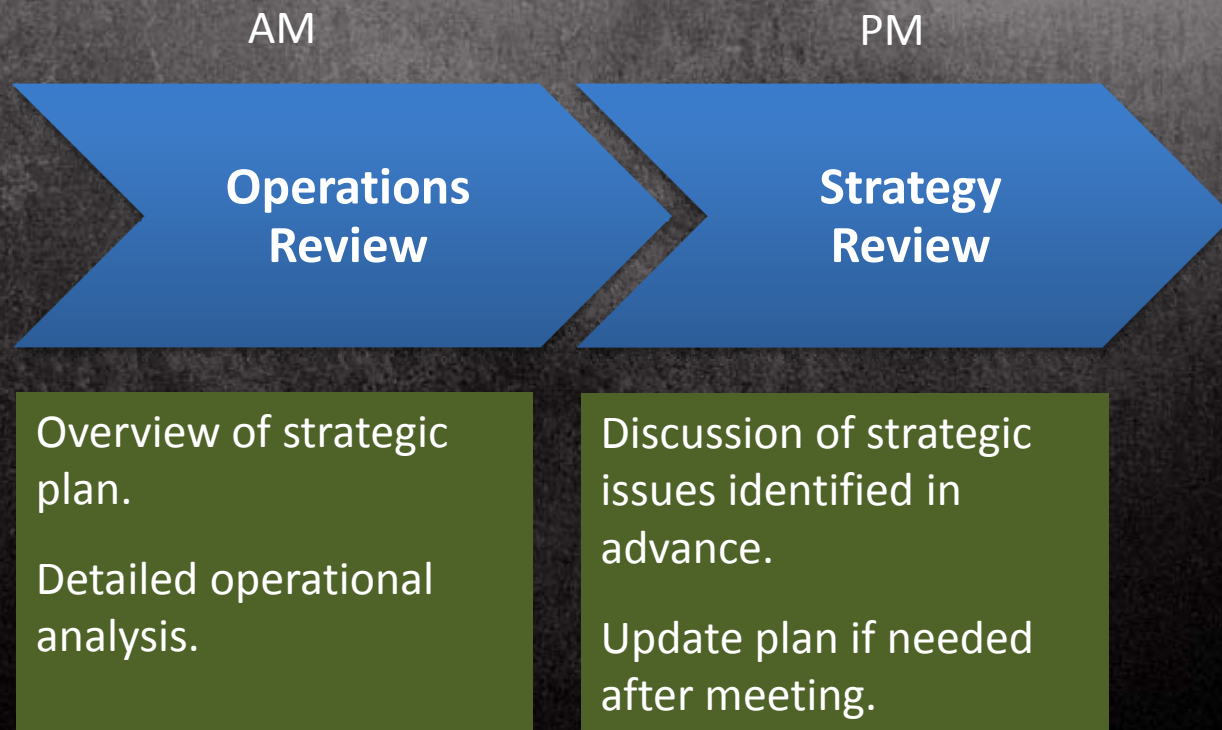 AM
PM
Operations
Review
Strategy
Review
Overview of strategic
plan.
Detailed operational
analysis.
Discussion of strategic
issues identified in
advance.
Update plan if needed
after meeting.